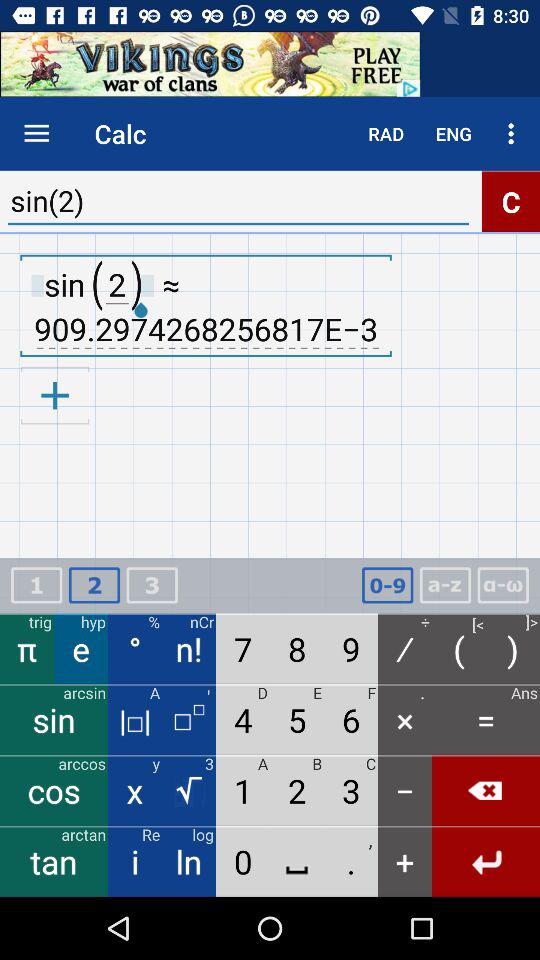 8:30
VIKINGS
war of clans
PLAY
FREE
Calc
RAD
ENG
sin(2)
C
sin(2) ≈
909.2974268256817E−3
+
1 2 3 0-9 a-z α-ω
trig hyp % nCr ÷ [< ]>
π e ° n! 7 8 9 / ( )
arcsin A ' D E F . Ans
sin |□| □□ 4 5 6 × =
arccos y 3 A B C
cos x √ 1 2 3 −
arctan Re log ,
tan i ln 0 . +